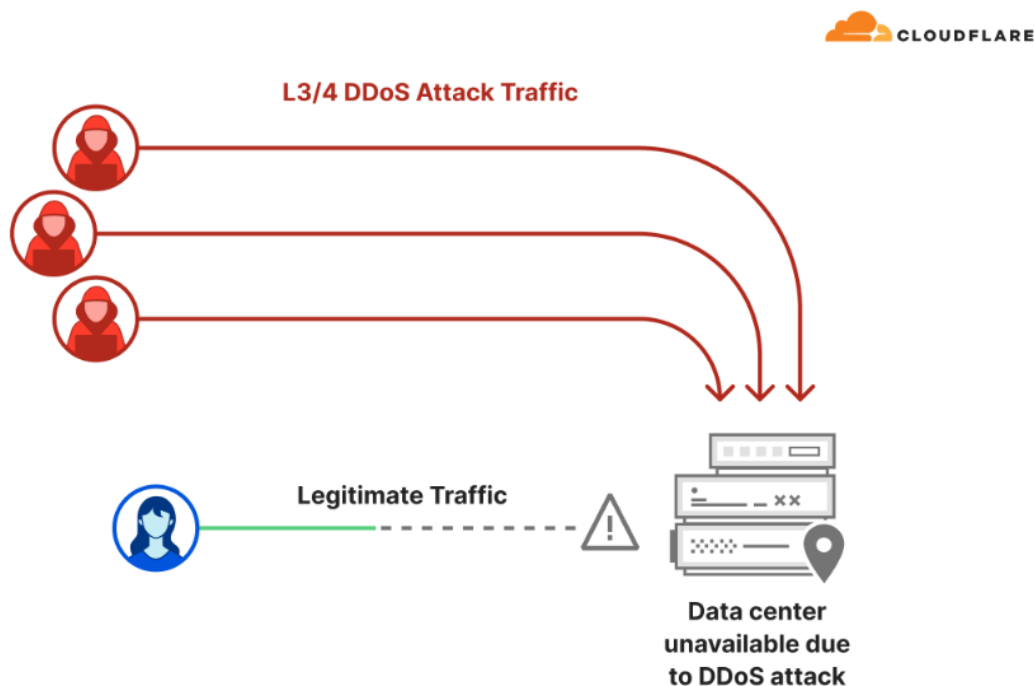 CLOUDFLARE
L3/4 DDoS Attack Traffic
Legitimate Traffic
Data center
unavailable due
to DDoS attack